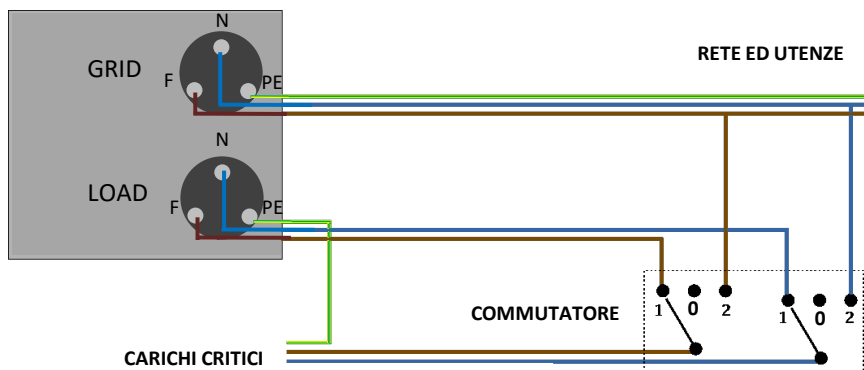 N
GRID
F
PE
RETE ED UTENZE
N
LOAD
F
PE
COMMUTATORE
1 0 2
1 0 2
CARICHI CRITICI